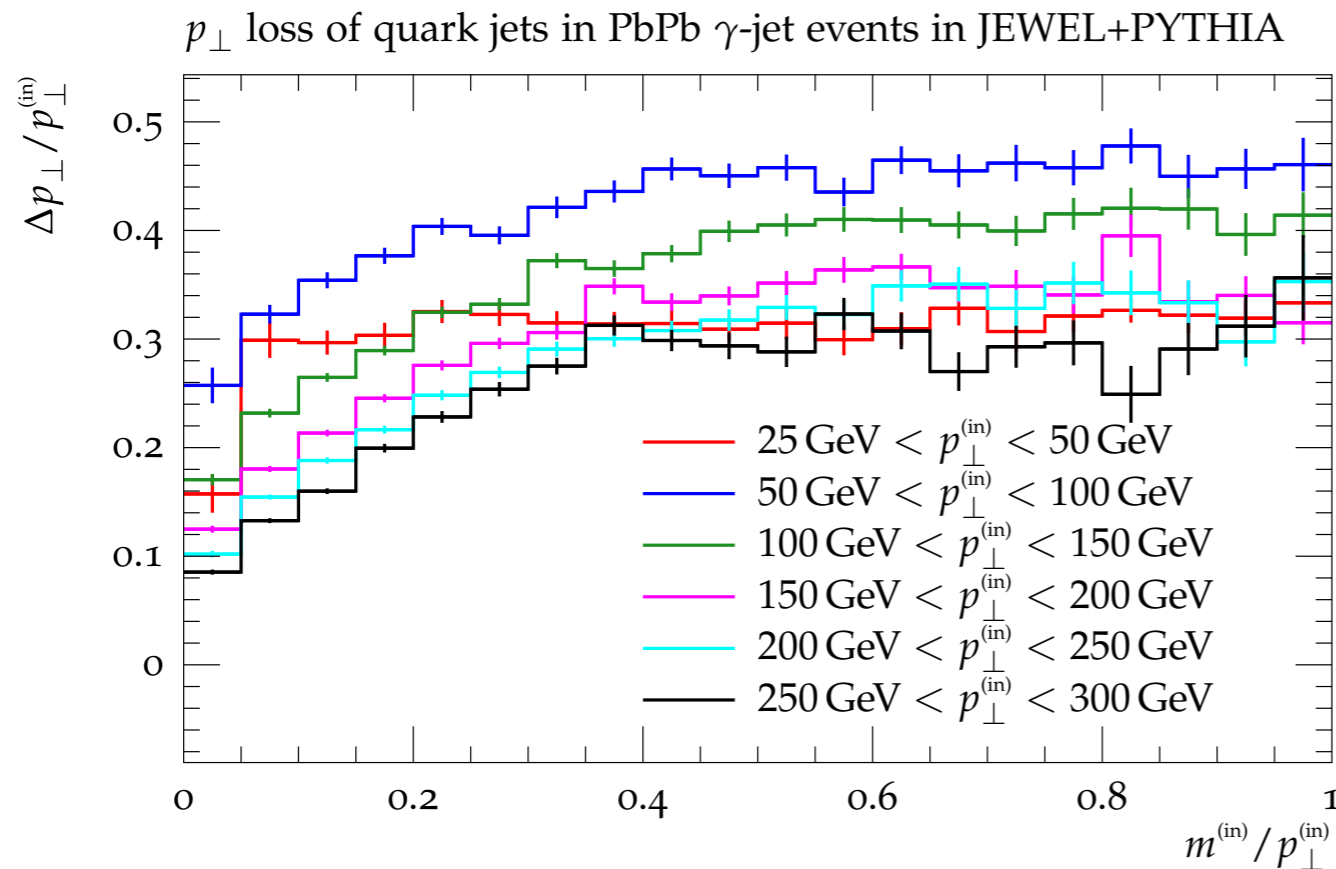 p⊥ loss of quark jets in PbPb γ-jet events in JEWEL+PYTHIA
Δp⊥/p⊥^(in)
0.5
0.4
0.3
0.2
0.1
0
25 GeV < p⊥^(in) < 50 GeV
50 GeV < p⊥^(in) < 100 GeV
100 GeV < p⊥^(in) < 150 GeV
150 GeV < p⊥^(in) < 200 GeV
200 GeV < p⊥^(in) < 250 GeV
250 GeV < p⊥^(in) < 300 GeV
0 0.2 0.4 0.6 0.8 1
m^(in)/p⊥^(in)